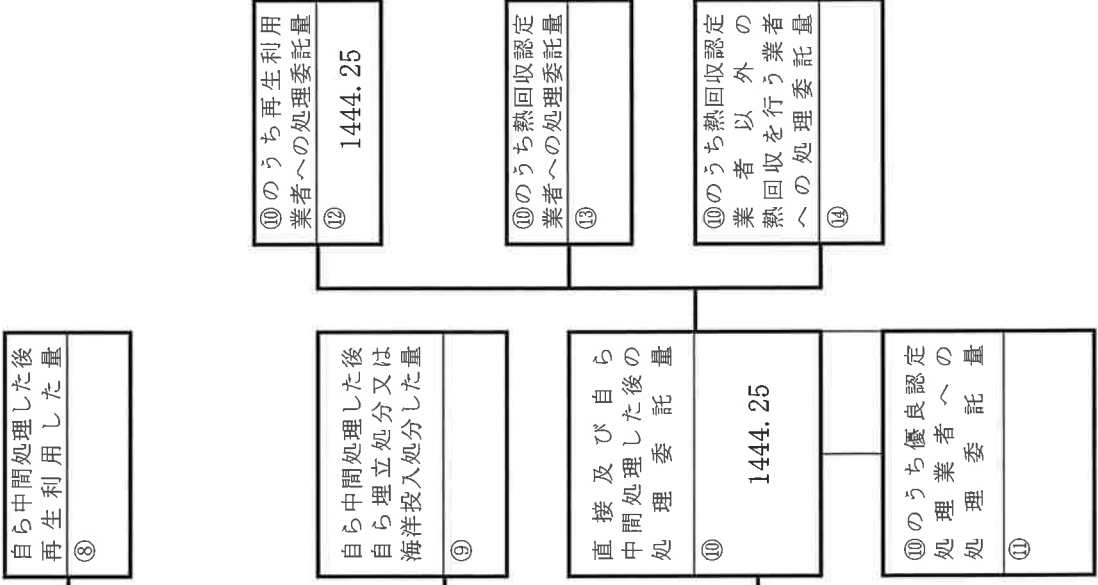 自ら中間処理した後
再生利用した量
⑧
自ら中間処理した後
自ら埋立処分又は
海洋投入処分した量
⑨
直接及び自ら
中間処理した後の
処理委託量
⑩
1444.25
⑩のうち優良認定
処理業者への
処理委託量
⑪
⑩のうち再生利用
業者への処理委託量
⑫
1444.25
⑩のうち熱回収認定
業者への処理委託量
⑬
⑩のうち熱回収認定
業者以外の
熱回収を行う業者
への処理委託量
⑭